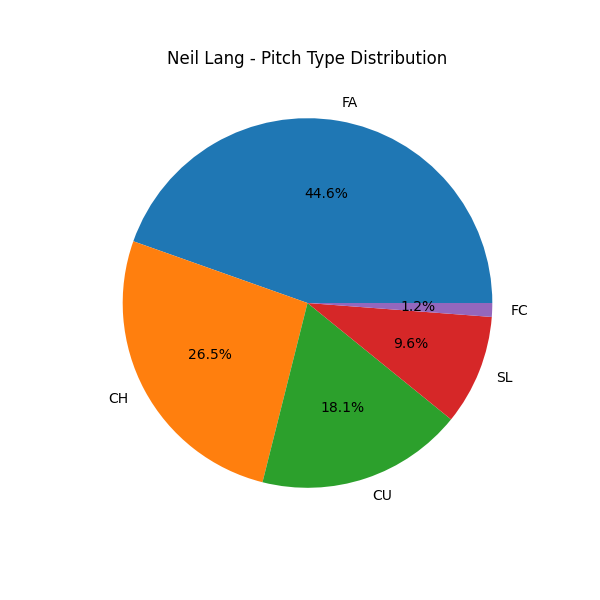 Neil Lang - Pitch Type Distribution
FA
44.6%
1.2%
FC
9.6%
26.5%
SL
CH
18.1%
CU